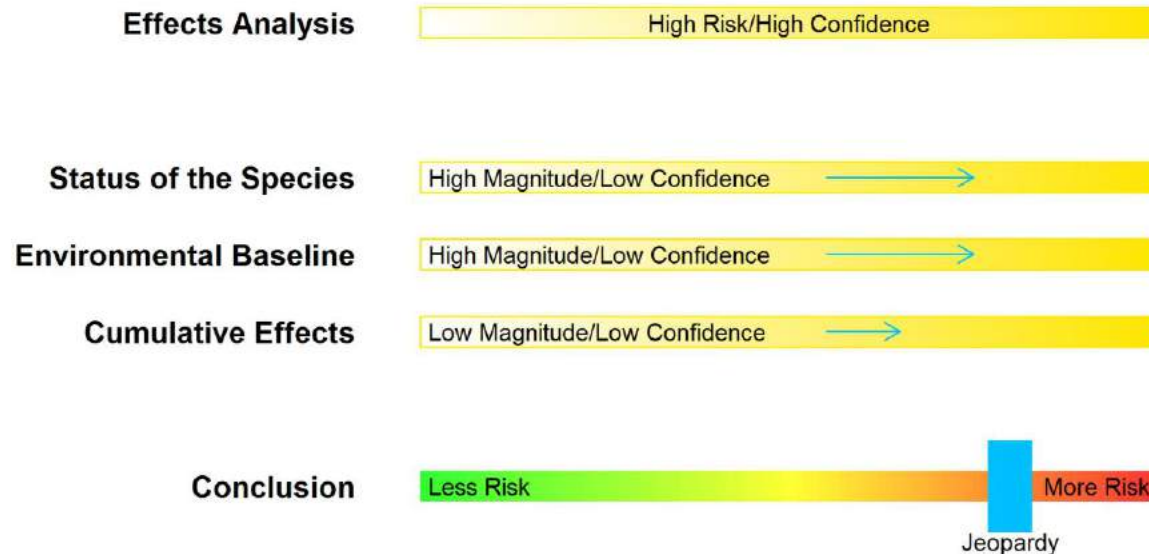 Effects Analysis High Risk/High Confidence
Status of the Species High Magnitude/Low Confidence
Environmental Baseline High Magnitude/Low Confidence
Cumulative Effects Low Magnitude/Low Confidence
Conclusion Less Risk More Risk
Jeopardy